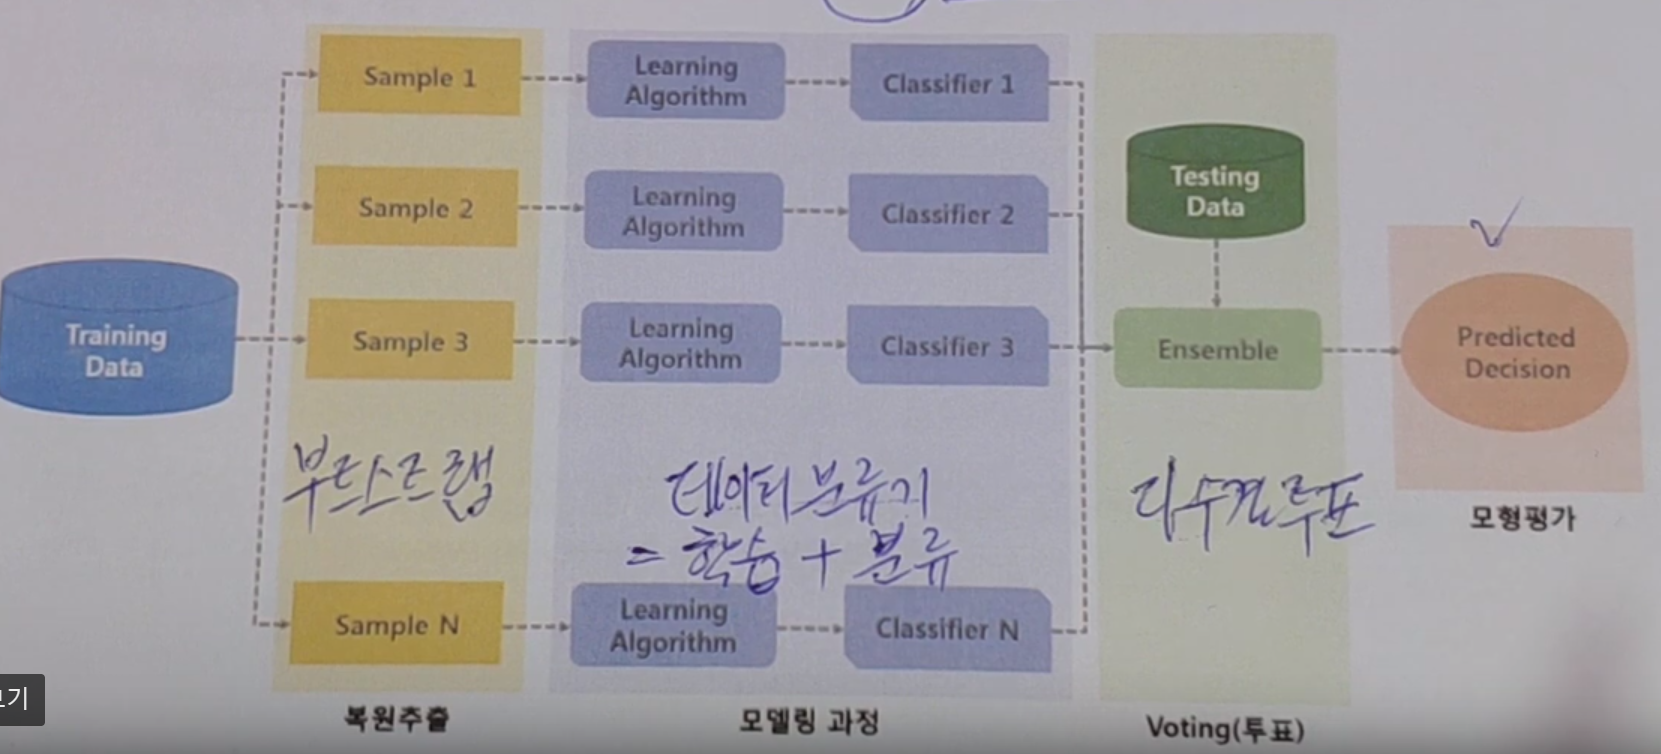 Sample 1
Learning
Algorithm
Classifier 1
Testing
Data
Sample 2
Learning
Algorithm
Classifier 2
Training
Data
Sample 3
Learning
Algorithm
Classifier 3
Ensemble
Predicted
Decision
부트스트랩
데이터 분류기
= 학습 + 분류
다수결투표
모형평가
Sample N
Learning
Algorithm
Classifier N
보기
복원추출
모델링 과정
Voting(투표)